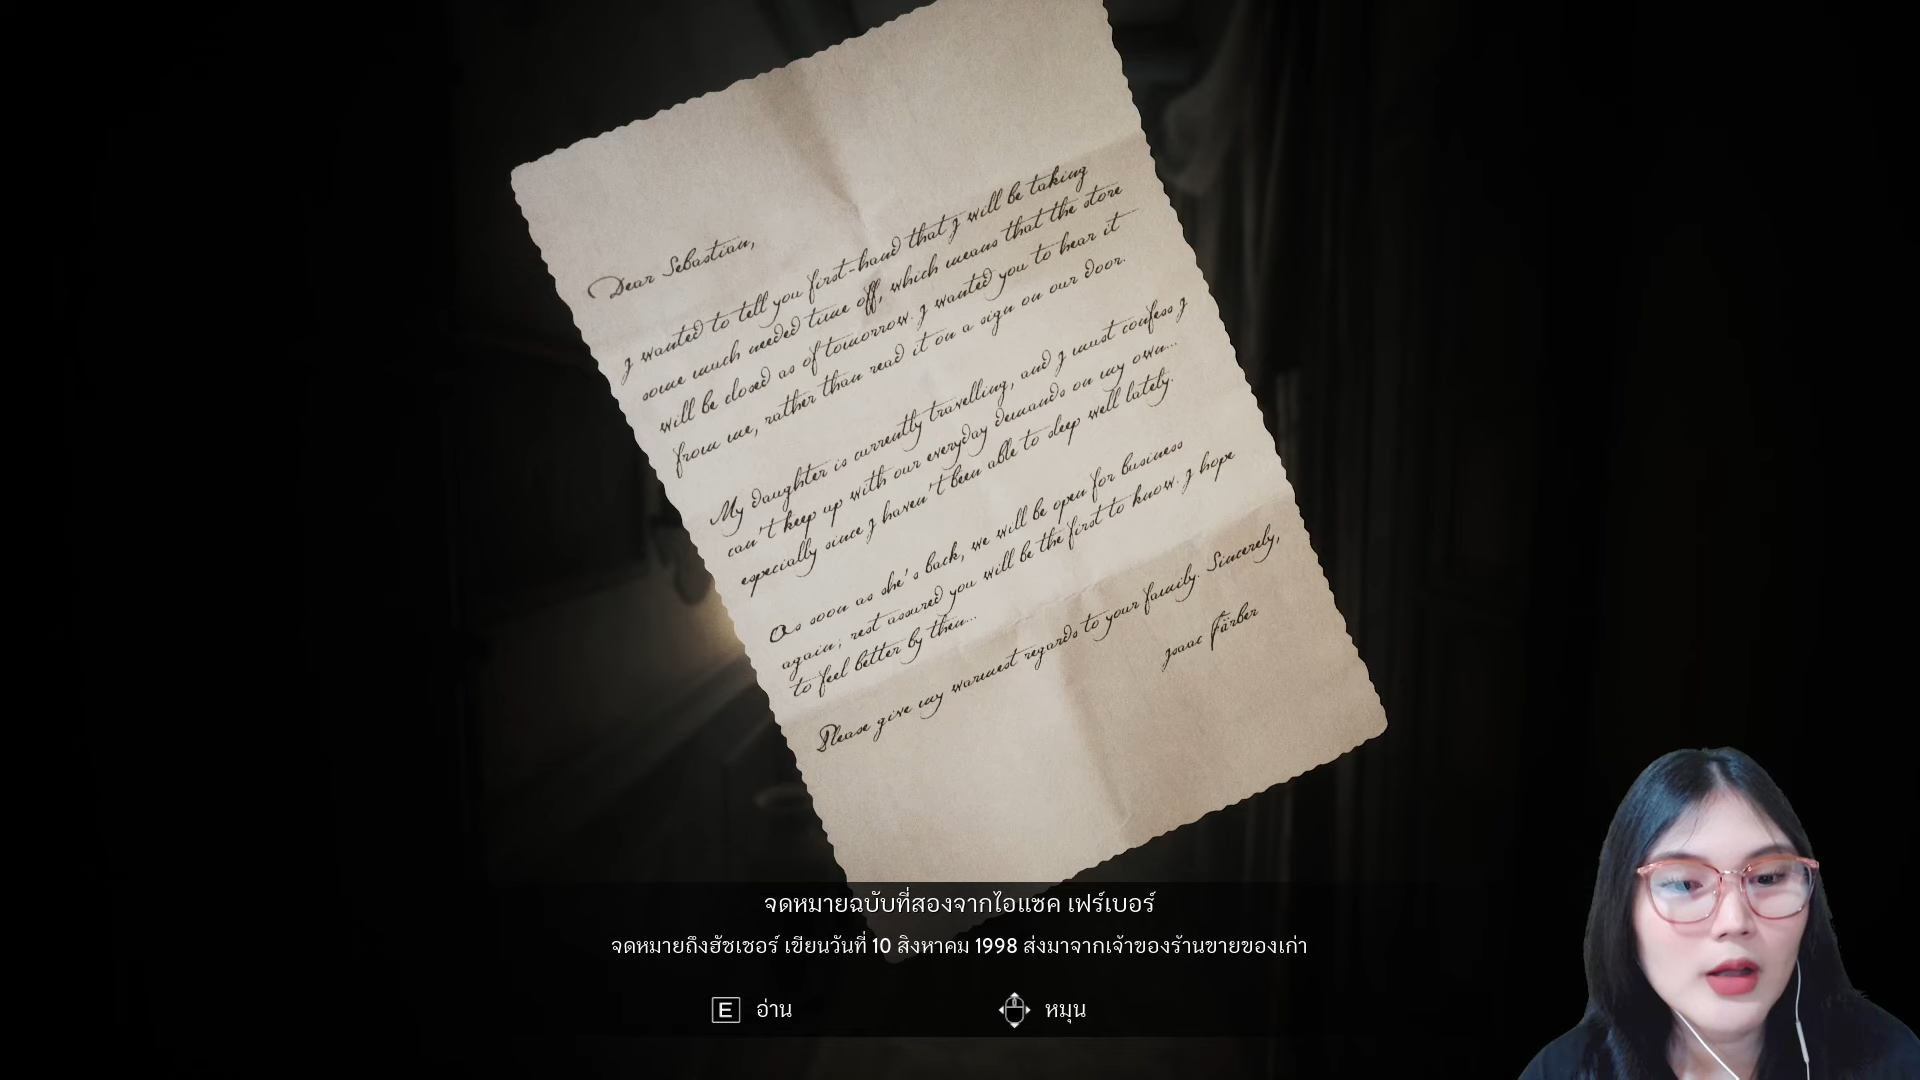 Dear Sebastian,
I wanted to tell you first-hand that I will be taking
some much needed time off, which means that the store
will be closed as of tomorrow. I wanted you to hear it
from me, rather than read it on a sign on our door.
My daughter is currently travelling, and I must confess I
can't keep up with our everyday demands on my own...
especially since I haven't been able to sleep well lately.
As soon as she's back, we will be open for business
again; rest assured you will be the first to know. I hope
to feel better by then...
Please give my warmest regards to your family. Sincerely,
Isaac Färber
จดหมายฉบับที่สองจากไอแซค เฟร์เบอร์
จดหมายถึงฮัชเชอร์ เขียนวันที่ 10 สิงหาคม 1998 ส่งมาจากเจ้าของร้านขายของเก่า
E อ่าน
หมุน